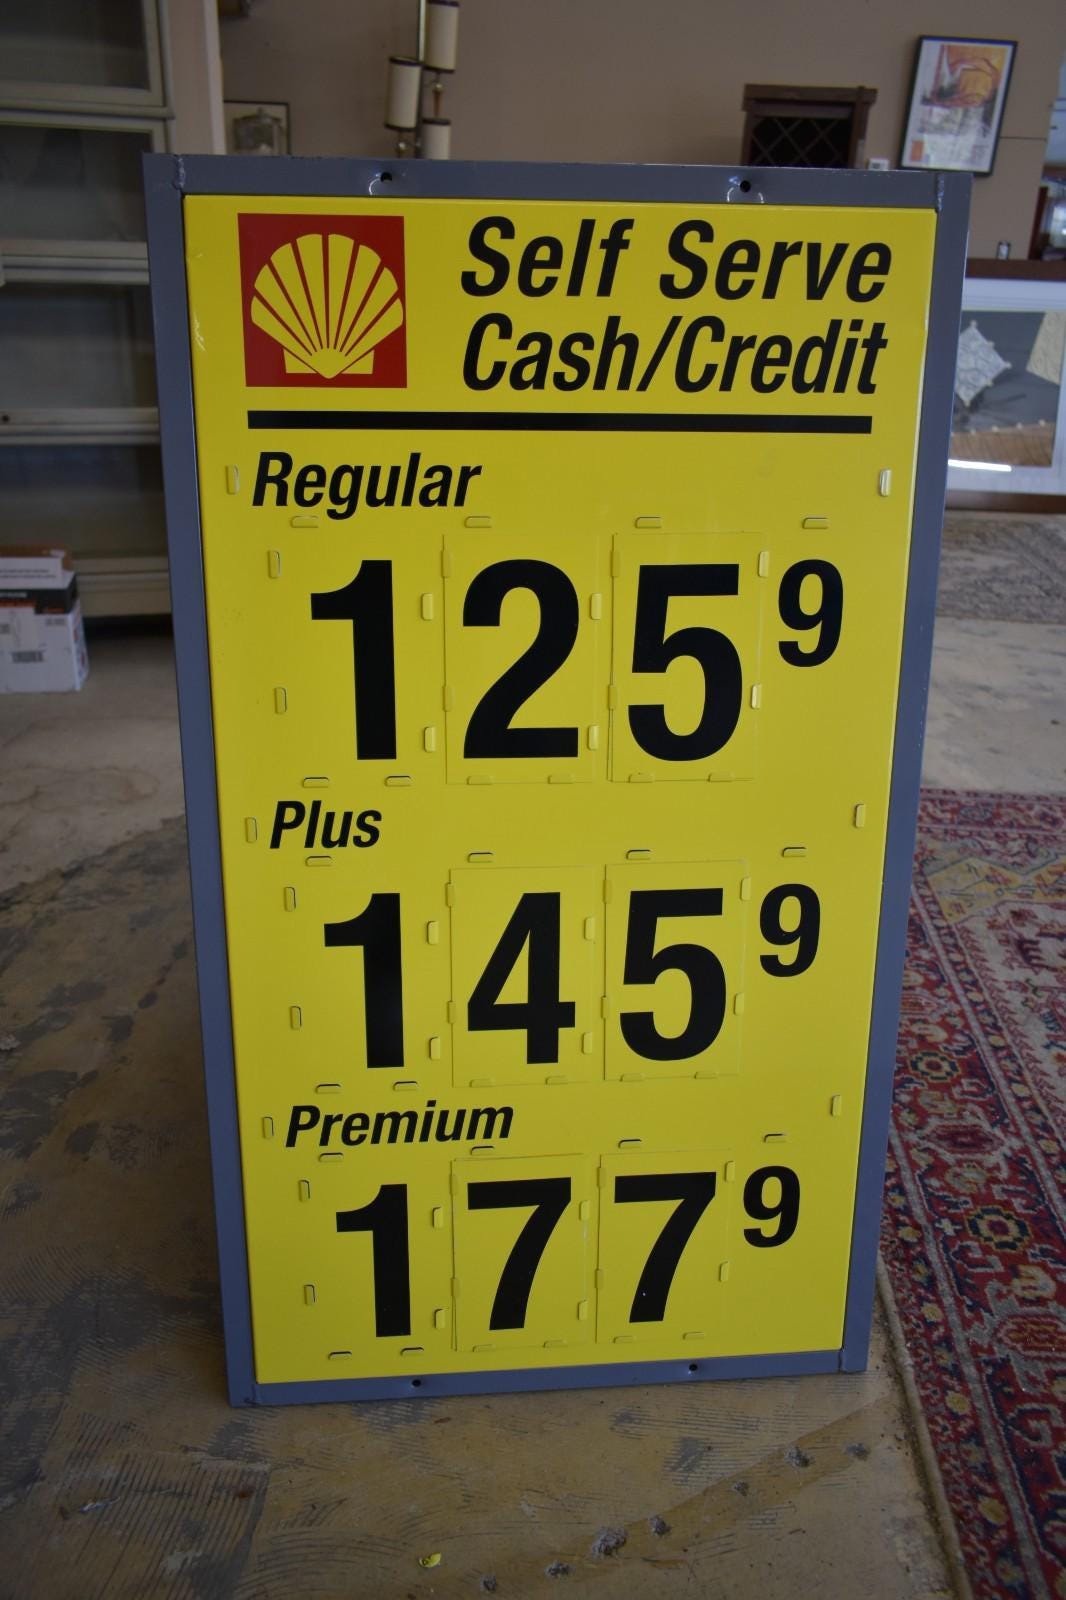 Self Serve
Cash/Credit
Regular
125 9
Plus
145 9
Premium
177 9